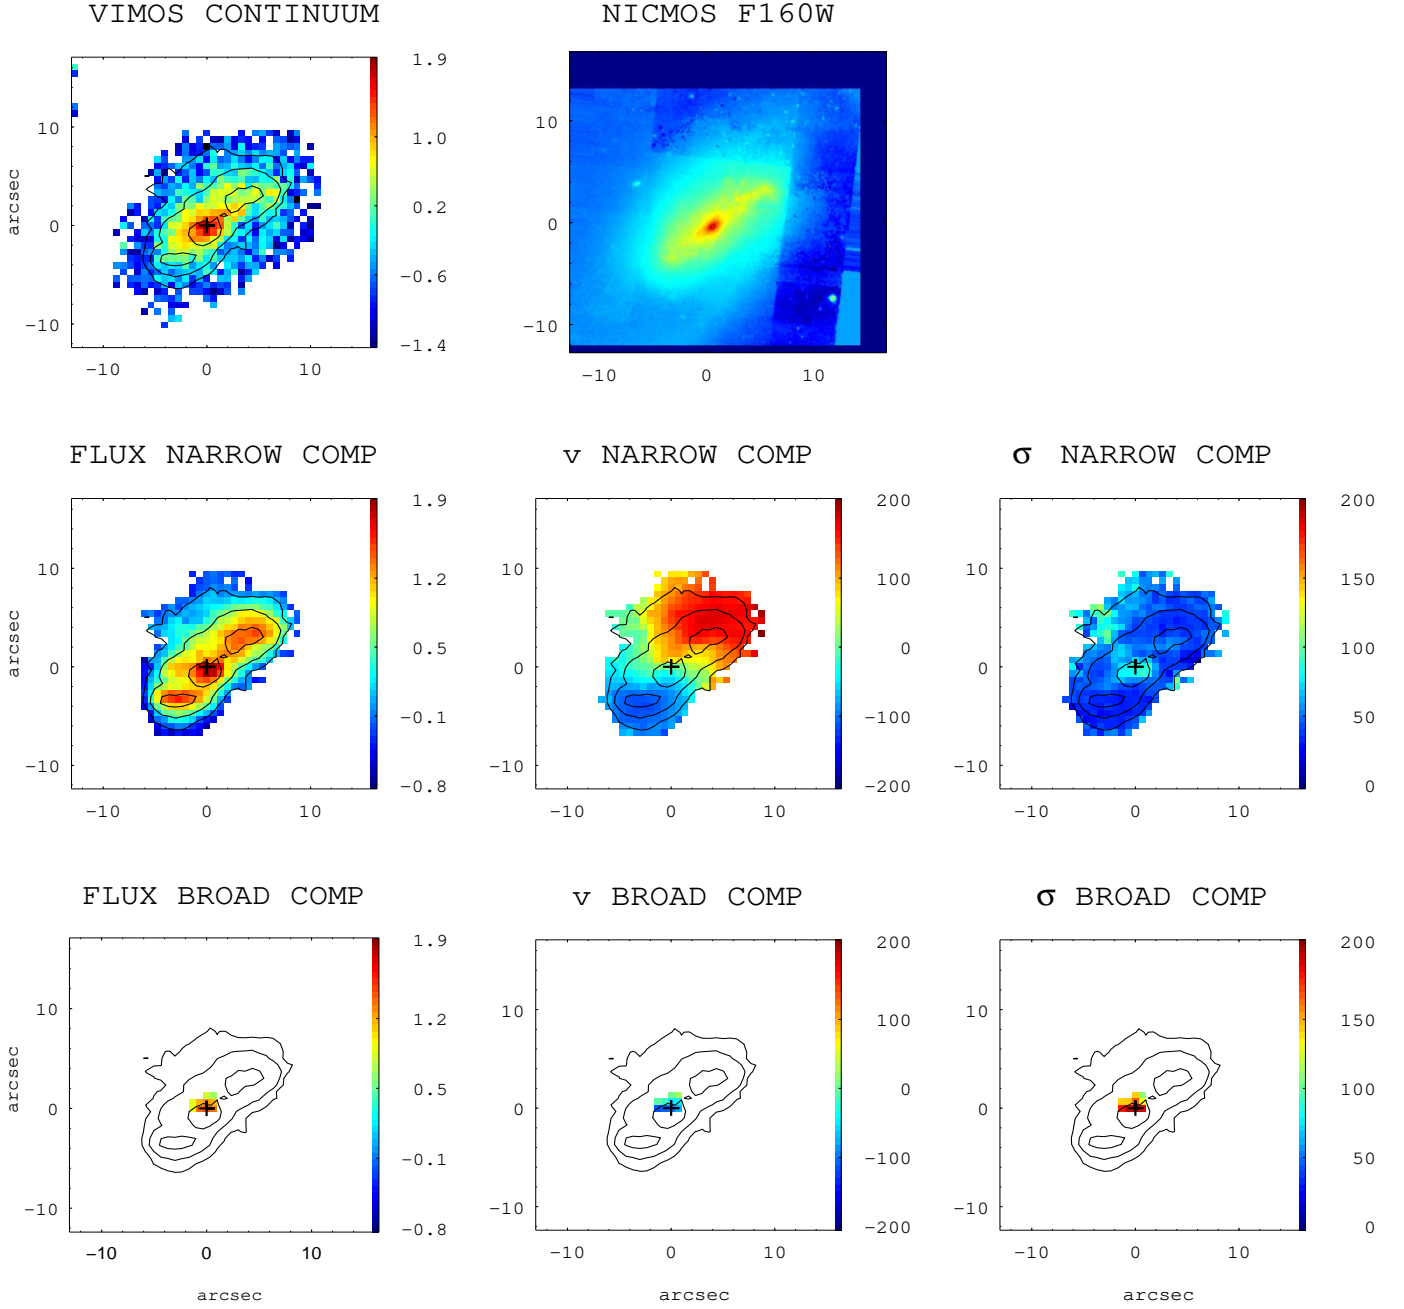 VIMOS CONTINUUM
NICMOS F160W
1.9
1.0
0.2
−0.6
−1.4
10
0
−10
arcsec
−10 0 10
10
0
−10
−10 0 10
FLUX NARROW COMP
v NARROW COMP
σ NARROW COMP
1.9
1.2
0.5
−0.1
−0.8
10
0
−10
arcsec
−10 0 10
200
100
0
−100
−200
10
0
−10
−10 0 10
200
150
100
50
0
10
0
−10
−10 0 10
FLUX BROAD COMP
v BROAD COMP
σ BROAD COMP
1.9
1.2
0.5
−0.1
−0.8
10
0
−10
arcsec
−10 0 10
arcsec
200
100
0
−100
−200
10
0
−10
−10 0 10
arcsec
200
150
100
50
0
10
0
−10
−10 0 10
arcsec